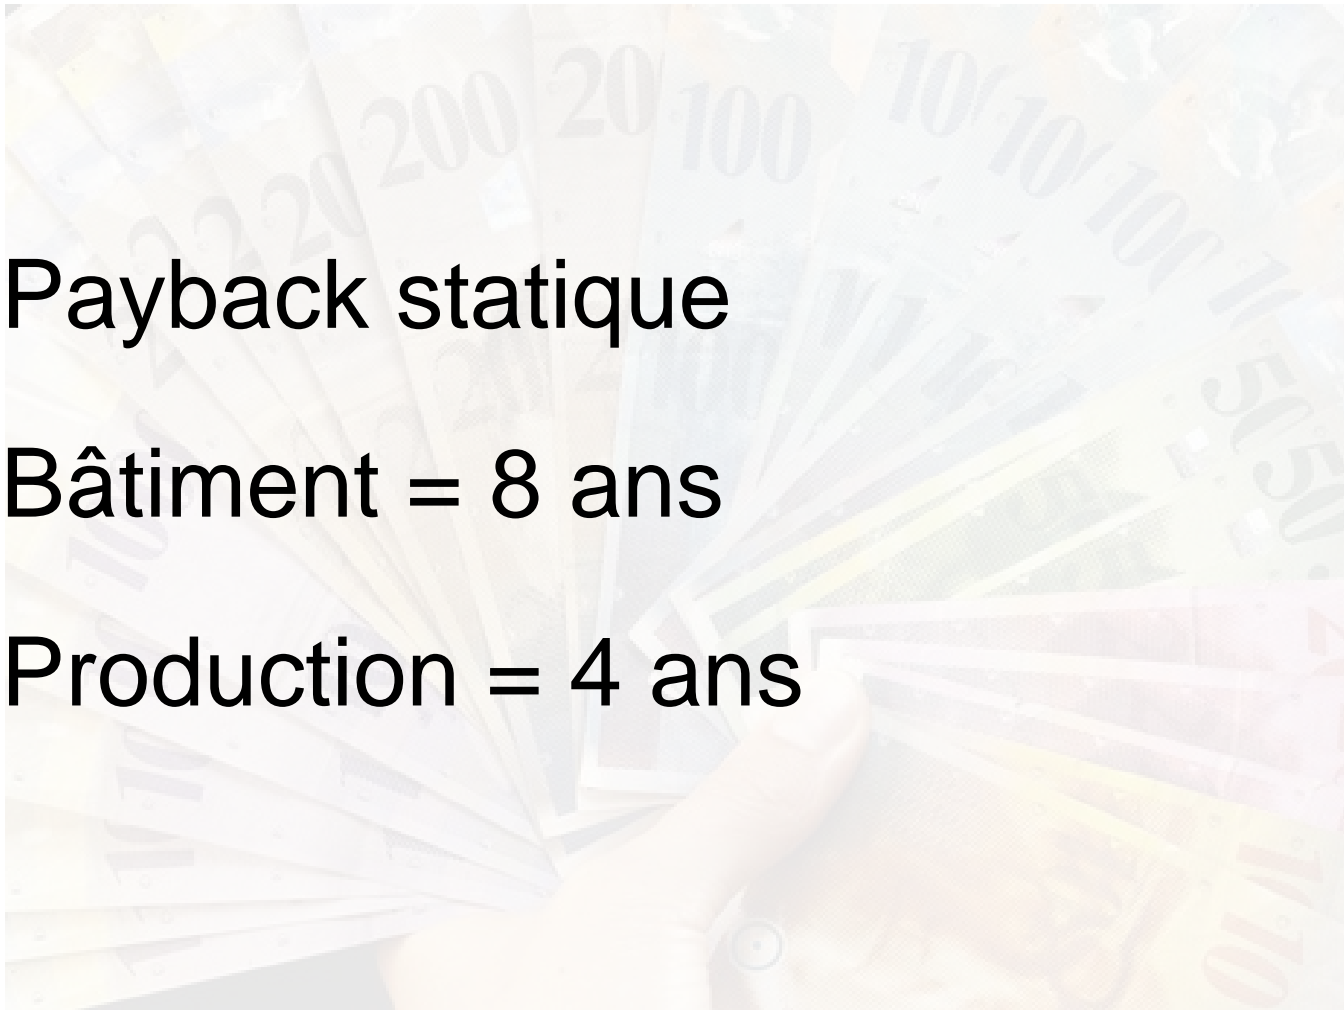 Payback statique
Bâtiment = 8 ans
Production = 4 ans